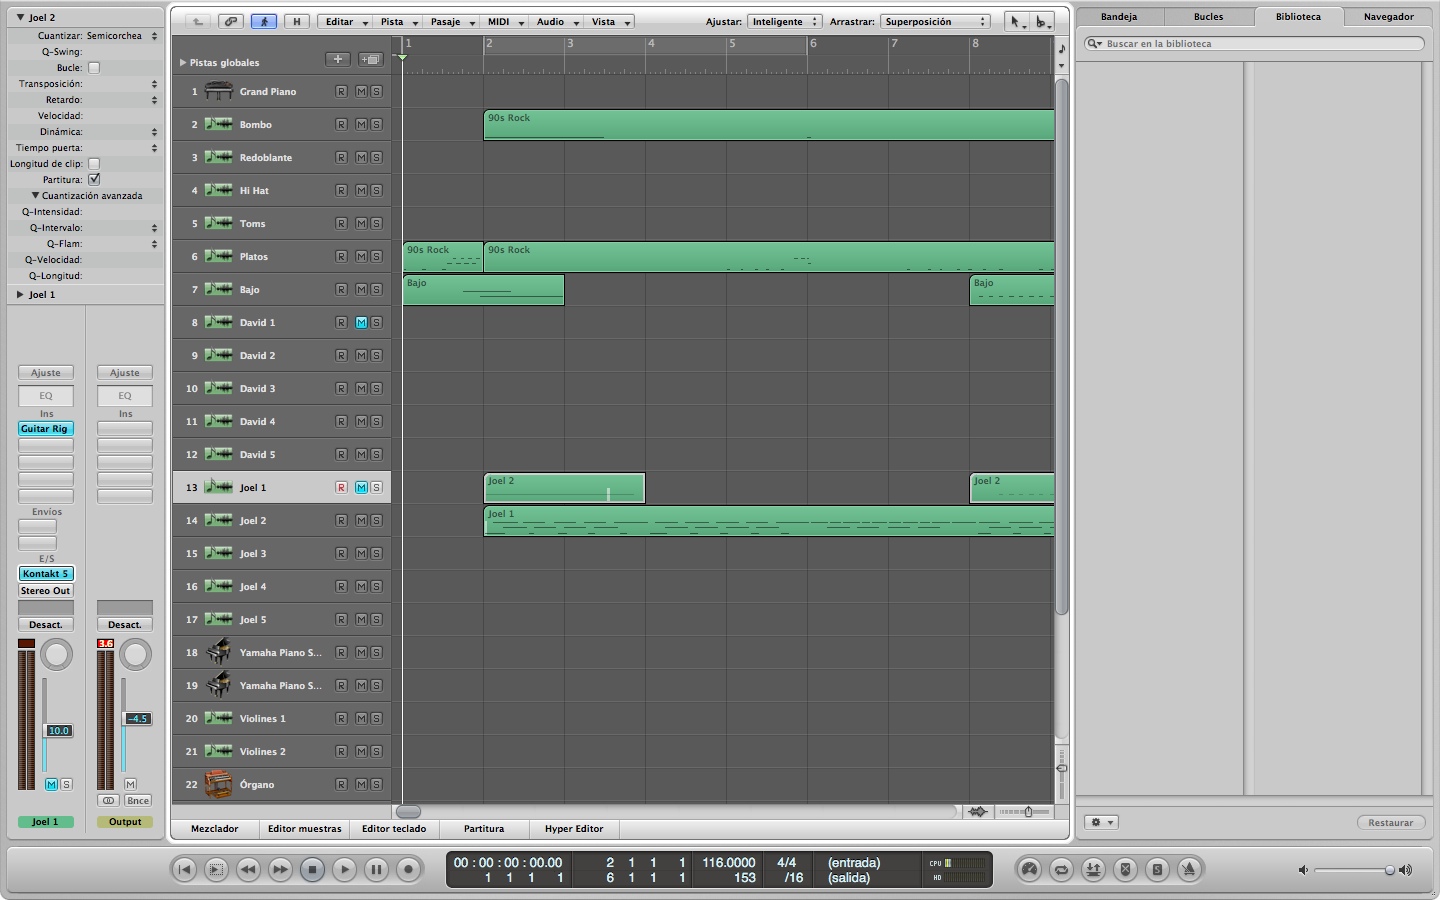 Joel 2
Cuantizar: Semicorchea
Q-Swing:
Bucle:
Transposición:
Retardo:
Velocidad:
Dinámica:
Tiempo puerta:
Longitud de clip:
Partitura:
Cuantización avanzada
Q-Intensidad:
Q-Intervalo:
Q-Flam:
Q-Velocidad:
Q-Longitud:
Joel 1
Ajuste Ajuste
EQ EQ
Ins Ins
Guitar Rig
Envíos
E/S
Kontakt 5
Stereo Out
Desact. Desact.
3.6
10.0 -4.5
M S M
Bnce
Joel 1 Output
H Editar Pista Pasaje MIDI Audio Vista Ajustar: Inteligente Arrastrar: Superposición
1 2 3 4 5 6 7 8
Pistas globales
1 Grand Piano R M S
2 Bombo R M S 90s Rock
3 Redoblante R M S
4 Hi Hat R M S
5 Toms R M S
6 Platos R M S 90s Rock 90s Rock
7 Bajo R M S Bajo Bajo
8 David 1 R M S
9 David 2 R M S
10 David 3 R M S
11 David 4 R M S
12 David 5 R M S
13 Joel 1 R M S Joel 2 Joel 2
14 Joel 2 R M S Joel 1
15 Joel 3 R M S
16 Joel 4 R M S
17 Joel 5 R M S
18 Yamaha Piano S... R M S
19 Yamaha Piano S... R M S
20 Violines 1 R M S
21 Violines 2 R M S
22 Órgano R M S
Mezclador Editor muestras Editor teclado Partitura Hyper Editor
Bandeja Bucles Biblioteca Navegador
Buscar en la biblioteca
Restaurar
00 : 00 : 00 : 00.00 2 1 1 1 116.0000 4/4 (entrada) CPU
1 1 1 1 6 1 1 1 153 /16 (salida) HD
S